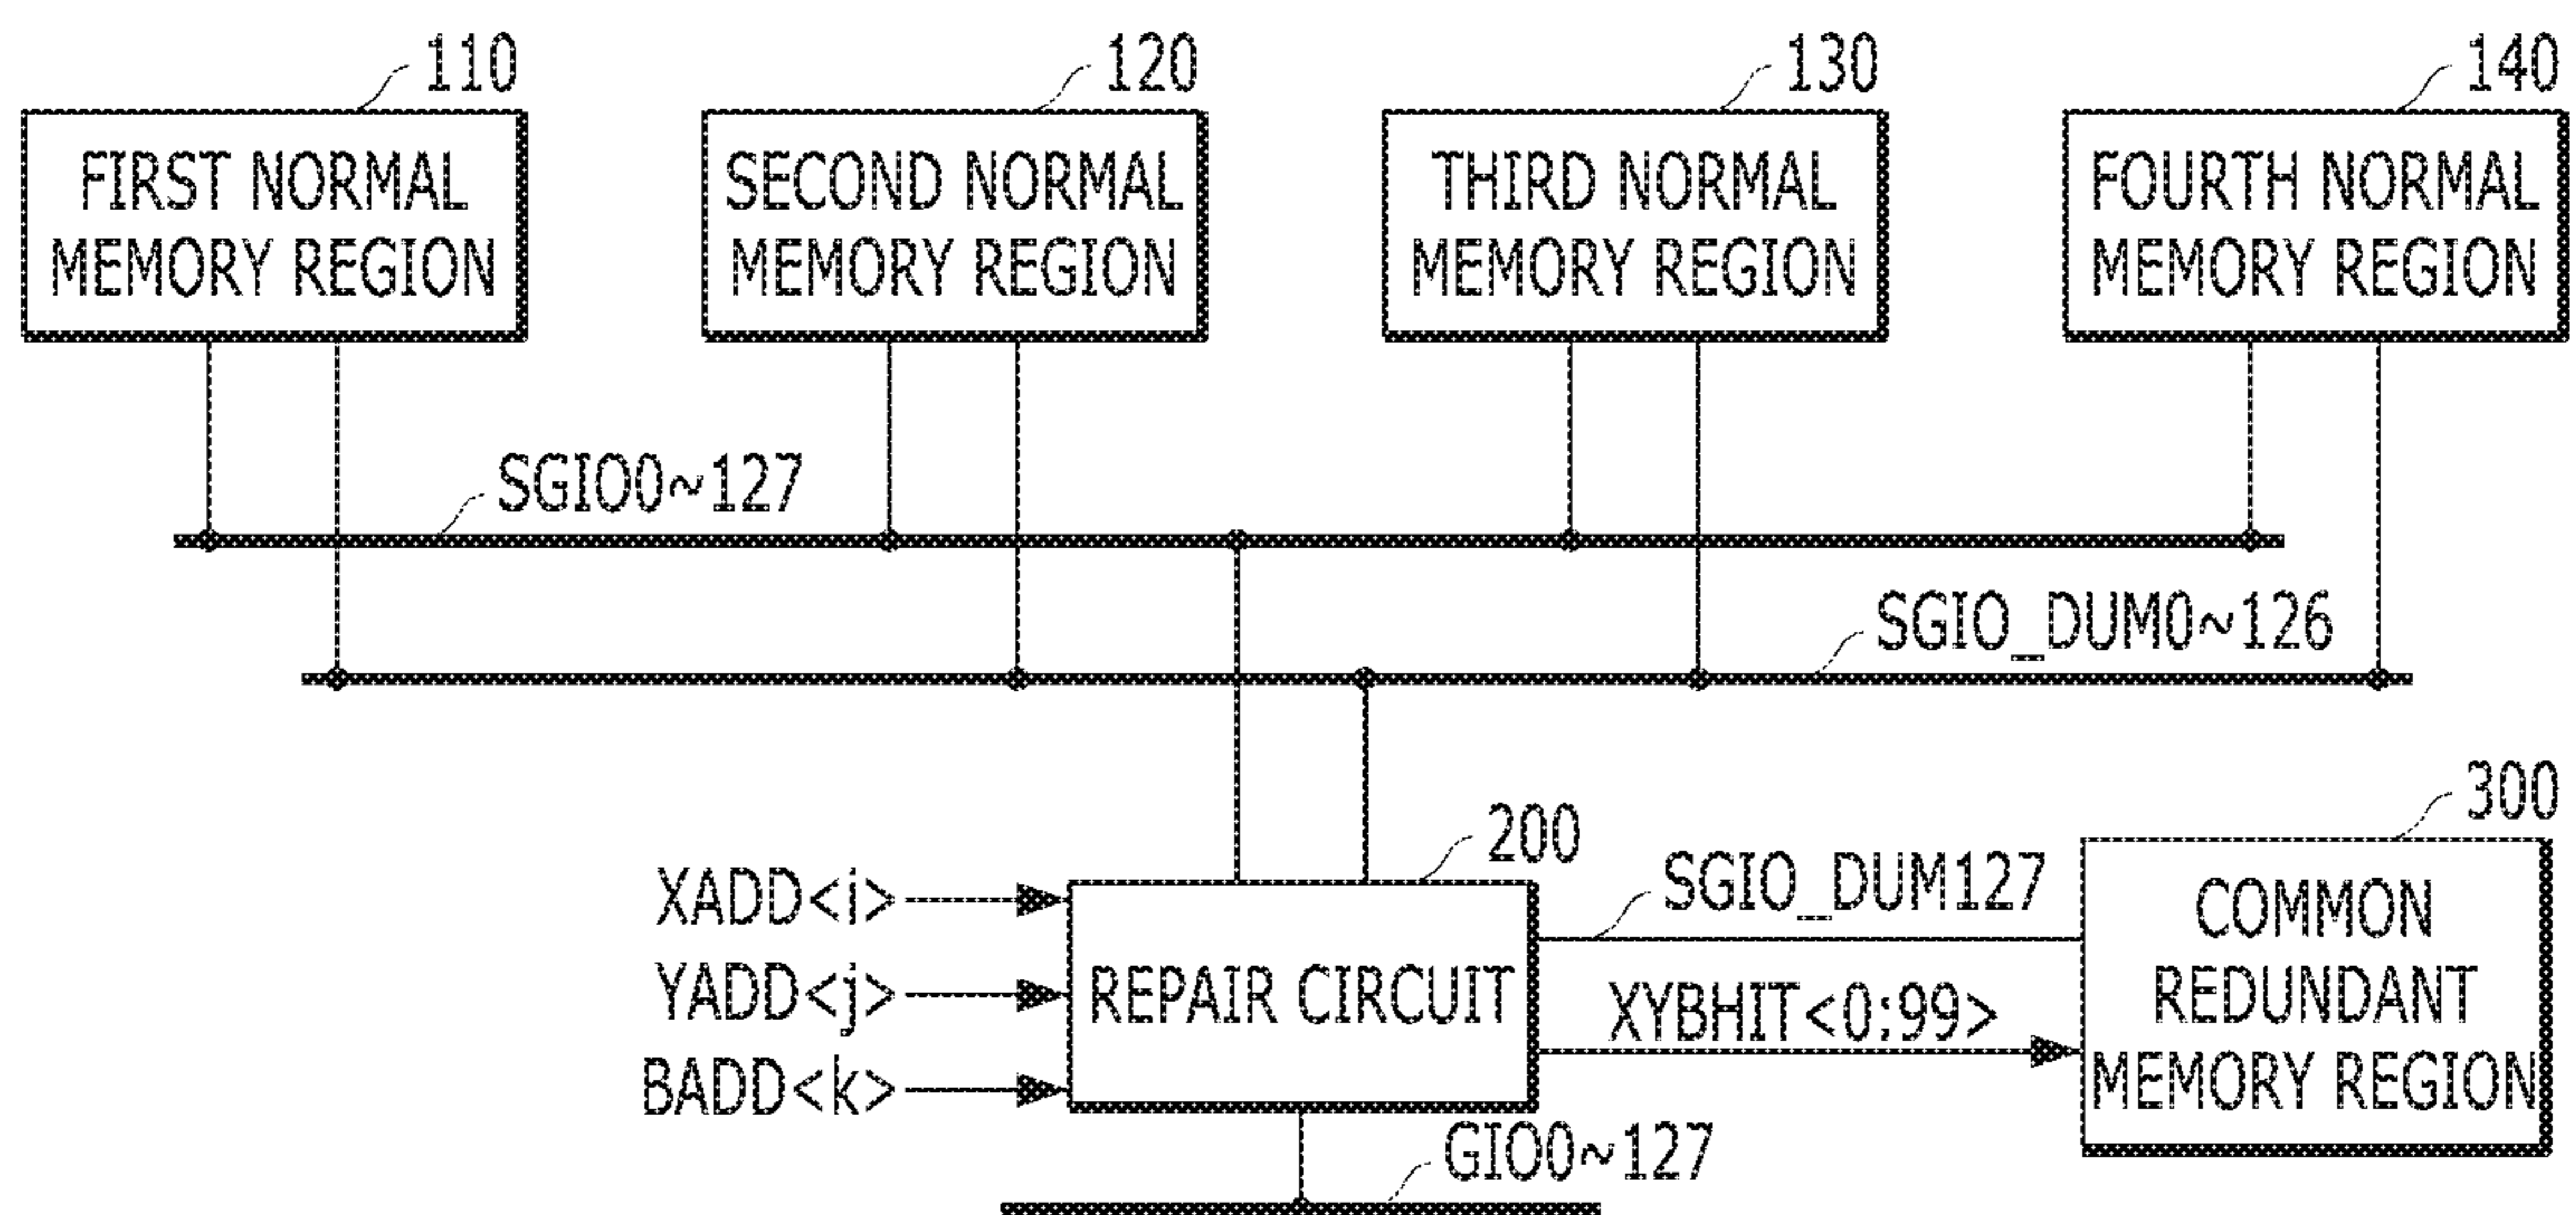 110
120
130
140
FIRST NORMAL
MEMORY REGION
SECOND NORMAL
MEMORY REGION
THIRD NORMAL
MEMORY REGION
FOURTH NORMAL
MEMORY REGION
SGIO0~127
SGIO_DUM0~126
200
300
XADD<i>
YADD<j>
BADD<k>
REPAIR CIRCUIT
SGIO_DUM127
XYBHIT<0:99>
COMMON
REDUNDANT
MEMORY REGION
GIO0~127